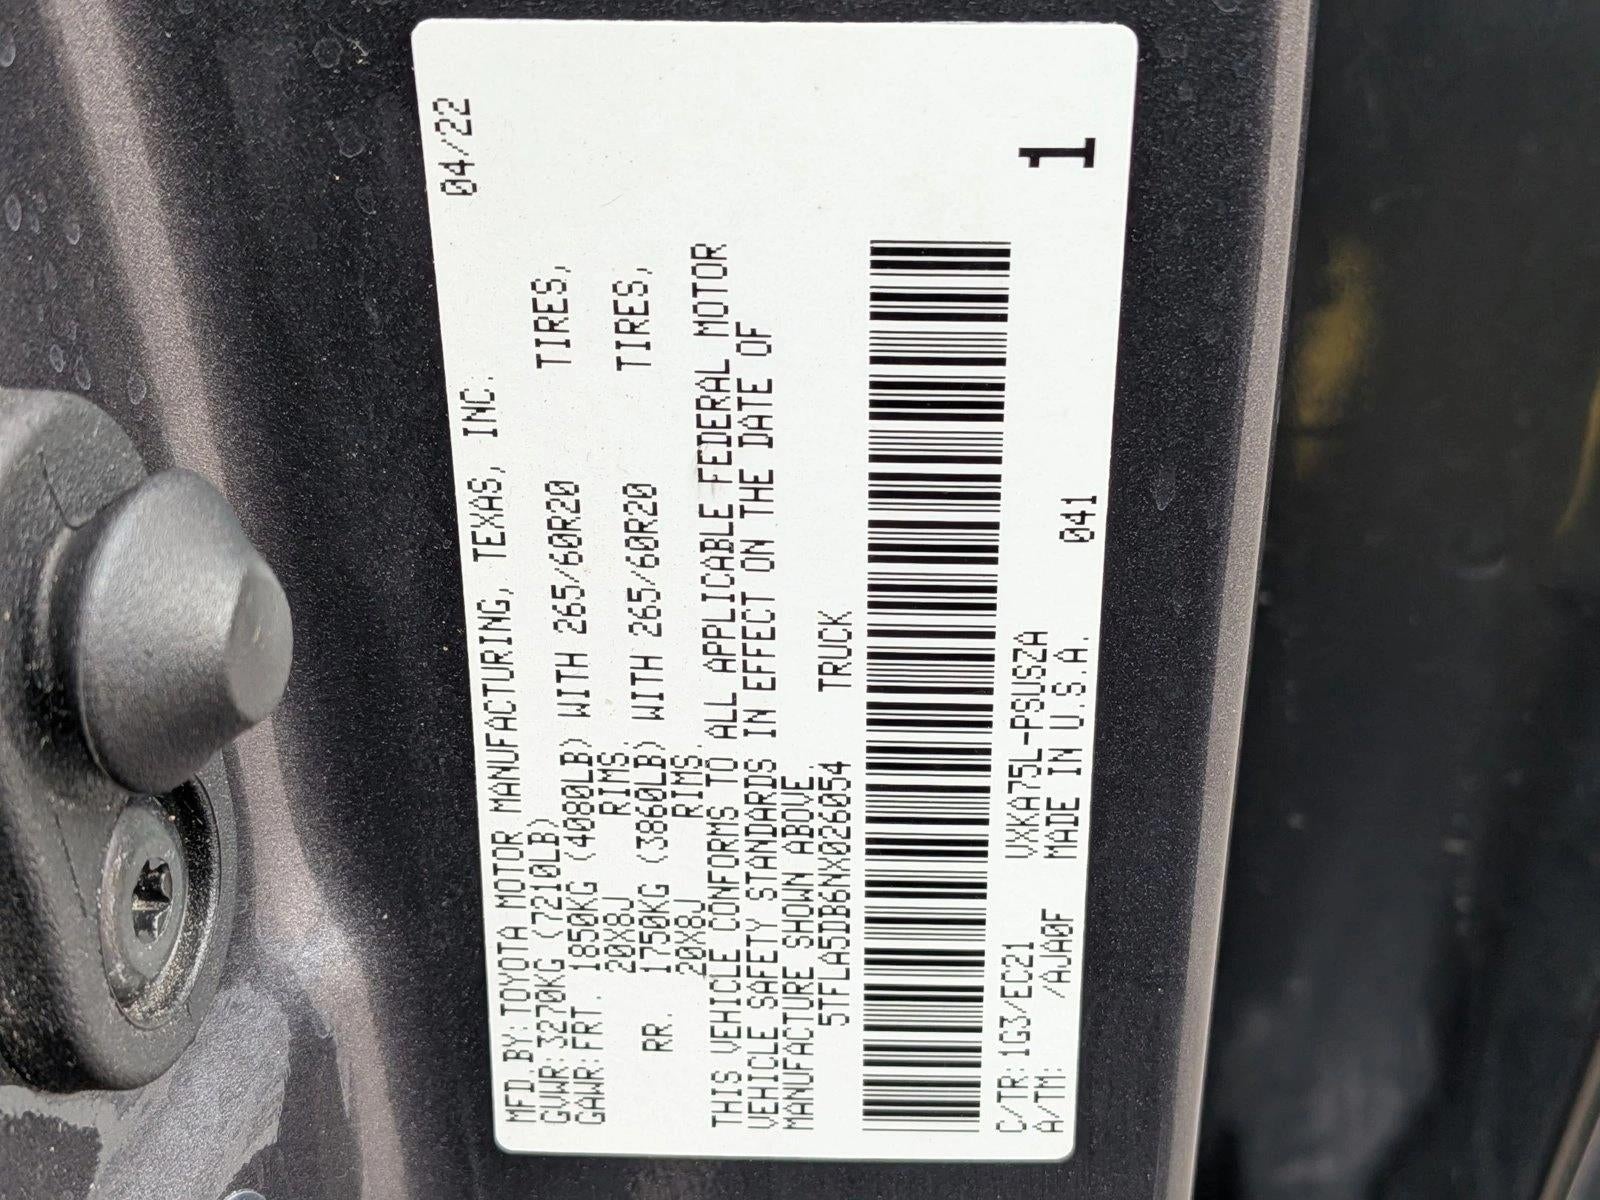 MFD.BY:TOYOTA MOTOR MANUFACTURING, TEXAS, INC. 04/22
GVWR:3270KG (7210LB)
GAWR:FRT. 1850KG (4080LB) WITH 265/60R20 TIRES,
20X8J RIMS,
RR. 1750KG (3860LB) WITH 265/60R20 TIRES,
20X8J RIMS.
THIS VEHICLE CONFORMS TO ALL APPLICABLE FEDERAL MOTOR
VEHICLE SAFETY STANDARDS IN EFFECT ON THE DATE OF
MANUFACTURE SHOWN ABOVE.
5TFLA5DB6NX026054 TRUCK
C/TR:1G3/EC21 VXKA75L-PSUSZA 041
A/TM: /AJA0F MADE IN U.S.A.
1